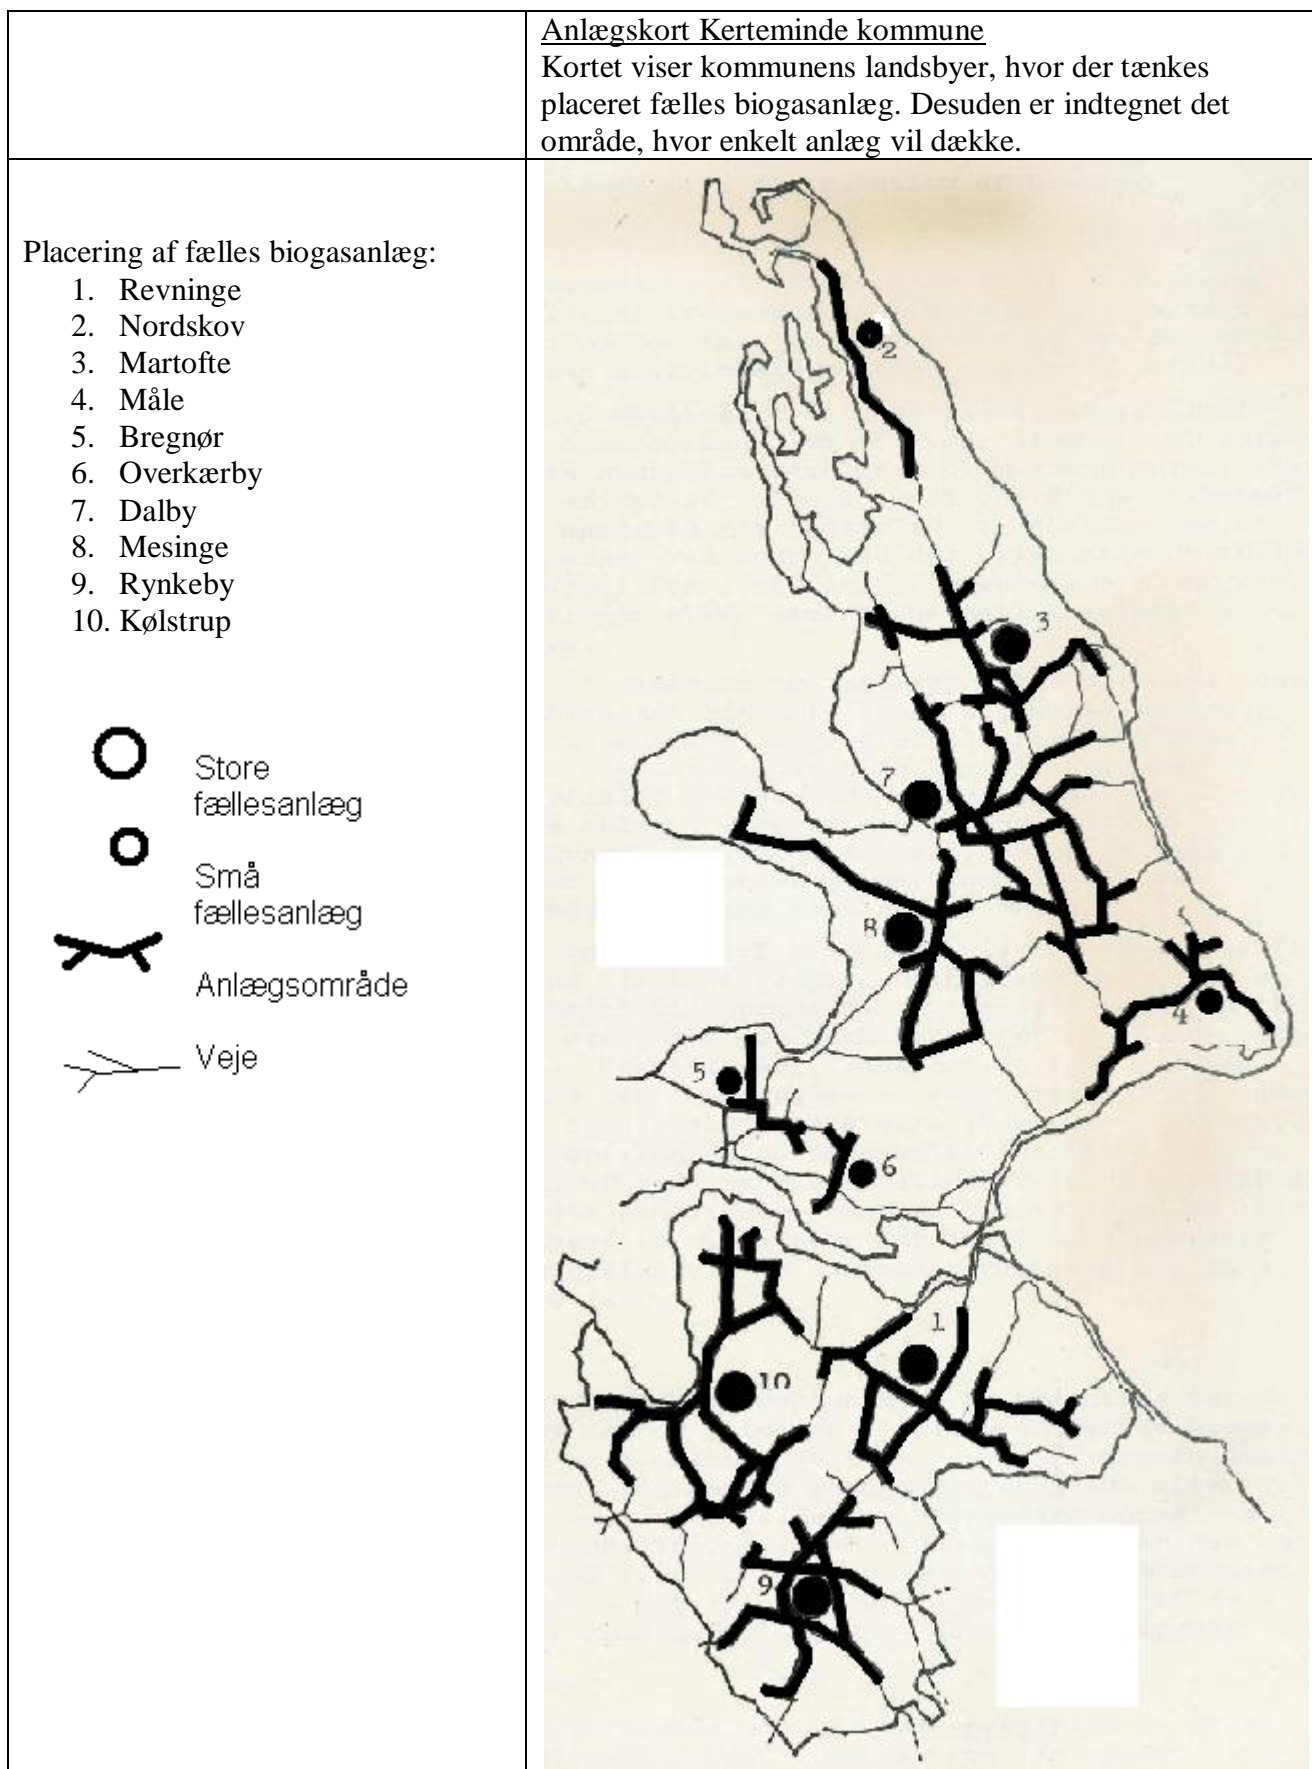 Anlægskort Kerteminde kommune
Kortet viser kommunens landsbyer, hvor der tænkes
placeret fælles biogasanlæg. Desuden er indtegnet det
område, hvor enkelt anlæg vil dække.
Placering af fælles biogasanlæg:
1. Revninge
2. Nordskov
3. Martofte
4. Måle
5. Bregnør
6. Overkærby
7. Dalby
8. Mesinge
9. Rynkeby
10. Kølstrup
Store
fællesanlæg
Små
fællesanlæg
Anlægsområde
Veje
2
3
7
8
4
5
6
1
10
9